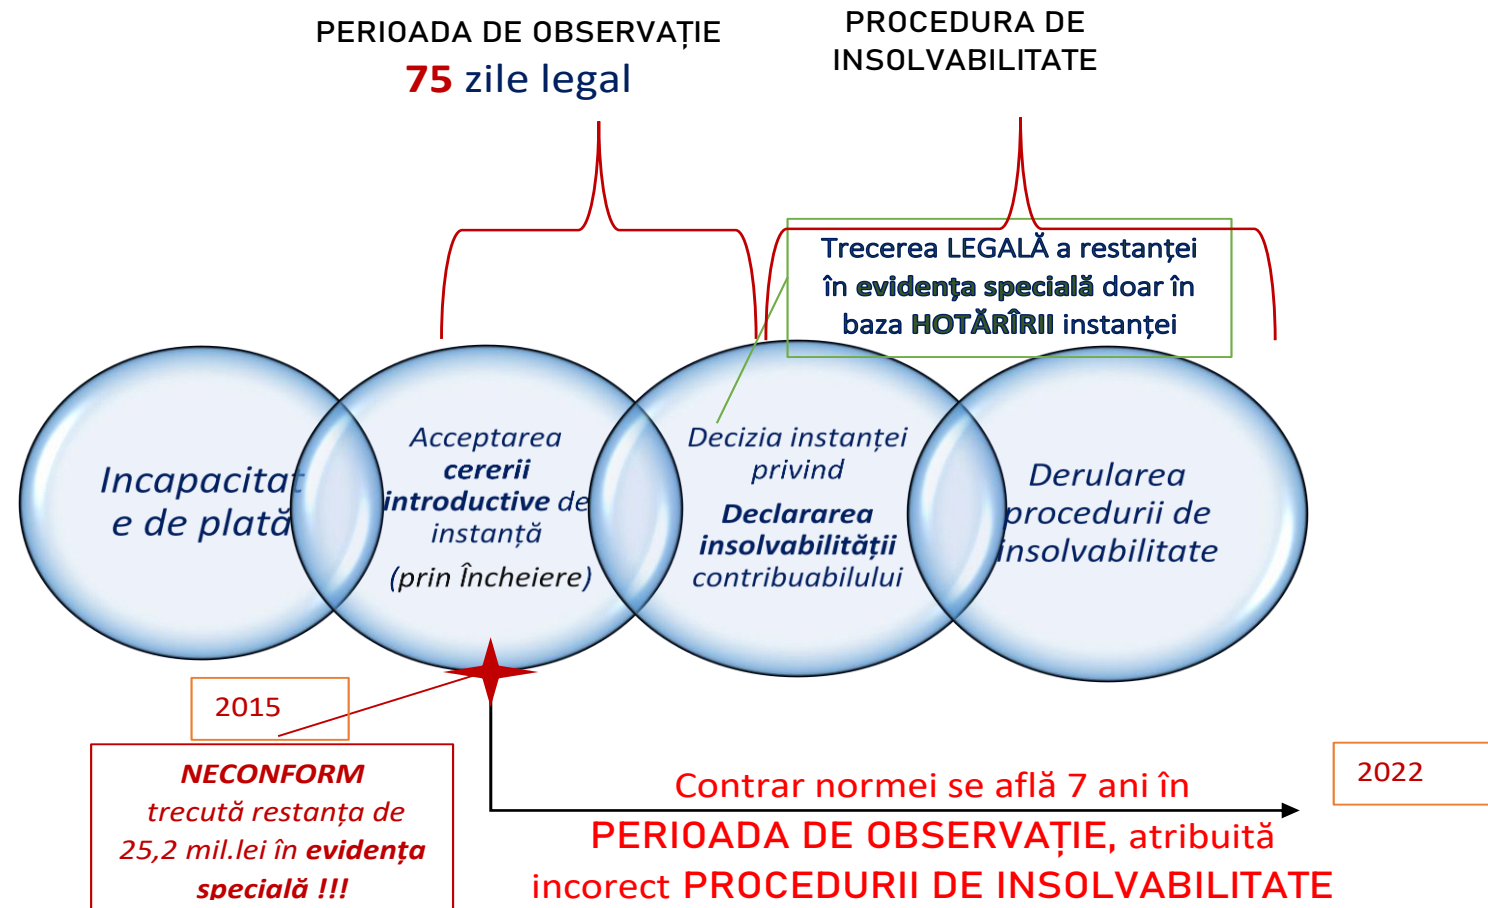 PERIOADA DE OBSERVAȚIE
75 zile legal
PROCEDURA DE
INSOLVABILITATE
Trecerea LEGALĂ a restanței
în evidența specială doar în
baza HOTĂRÎRII instanței
Incapacitat
e de plată
Acceptarea
cererii
introductive de
instanță
(prin Încheiere)
Decizia instanței
privind
Declararea
insolvabilității
contribuabilului
Derularea
procedurii de
insolvabilitate
2015
NECONFORM
trecută restanța de
25,2 mil.lei în evidența
specială !!!
Contrar normei se află 7 ani în
PERIOADA DE OBSERVAȚIE, atribuită
incorect PROCEDURII DE INSOLVABILITATE
2022